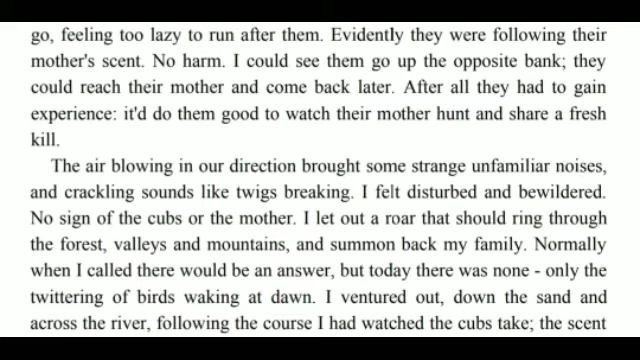 go, feeling too lazy to run after them. Evidently they were following their
mother's scent. No harm. I could see them go up the opposite bank; they
could reach their mother and come back later. After all they had to gain
experience: it'd do them good to watch their mother hunt and share a fresh
kill.
The air blowing in our direction brought some strange unfamiliar noises,
and crackling sounds like twigs breaking. I felt disturbed and bewildered.
No sign of the cubs or the mother. I let out a roar that should ring through
the forest, valleys and mountains, and summon back my family. Normally
when I called there would be an answer, but today there was none - only the
twittering of birds waking at dawn. I ventured out, down the sand and
across the river, following the course I had watched the cubs take; the scent